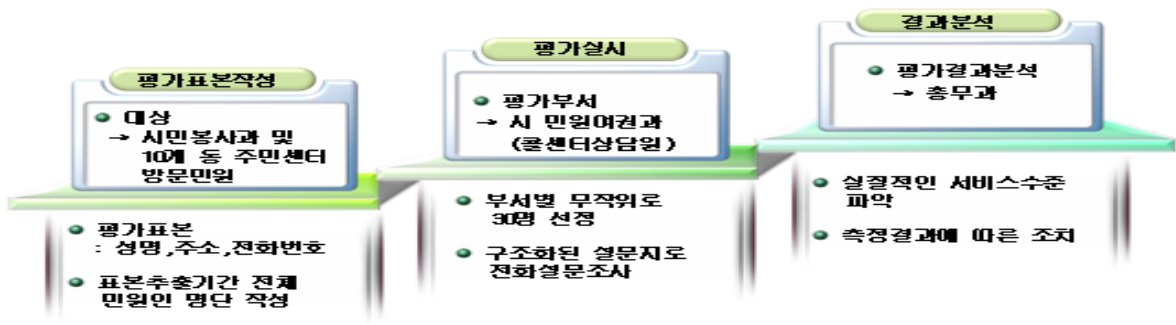 평가표본작성
대상
→ 시민봉사과 및
10개 동 주민센터
방문민원
평가표본
: 성명,주소,전화번호
표본추출기간 전체
민원인 명단 작성
평가실시
평가부서
→ 시 민원여권과
(콜센터상담원)
부서별 무작위로
30명 선정
구조화된 설문지로
전화설문조사
결과분석
평가결과분석
→ 총무과
실질적인 서비스수준
파악
측정결과에 따른 조치